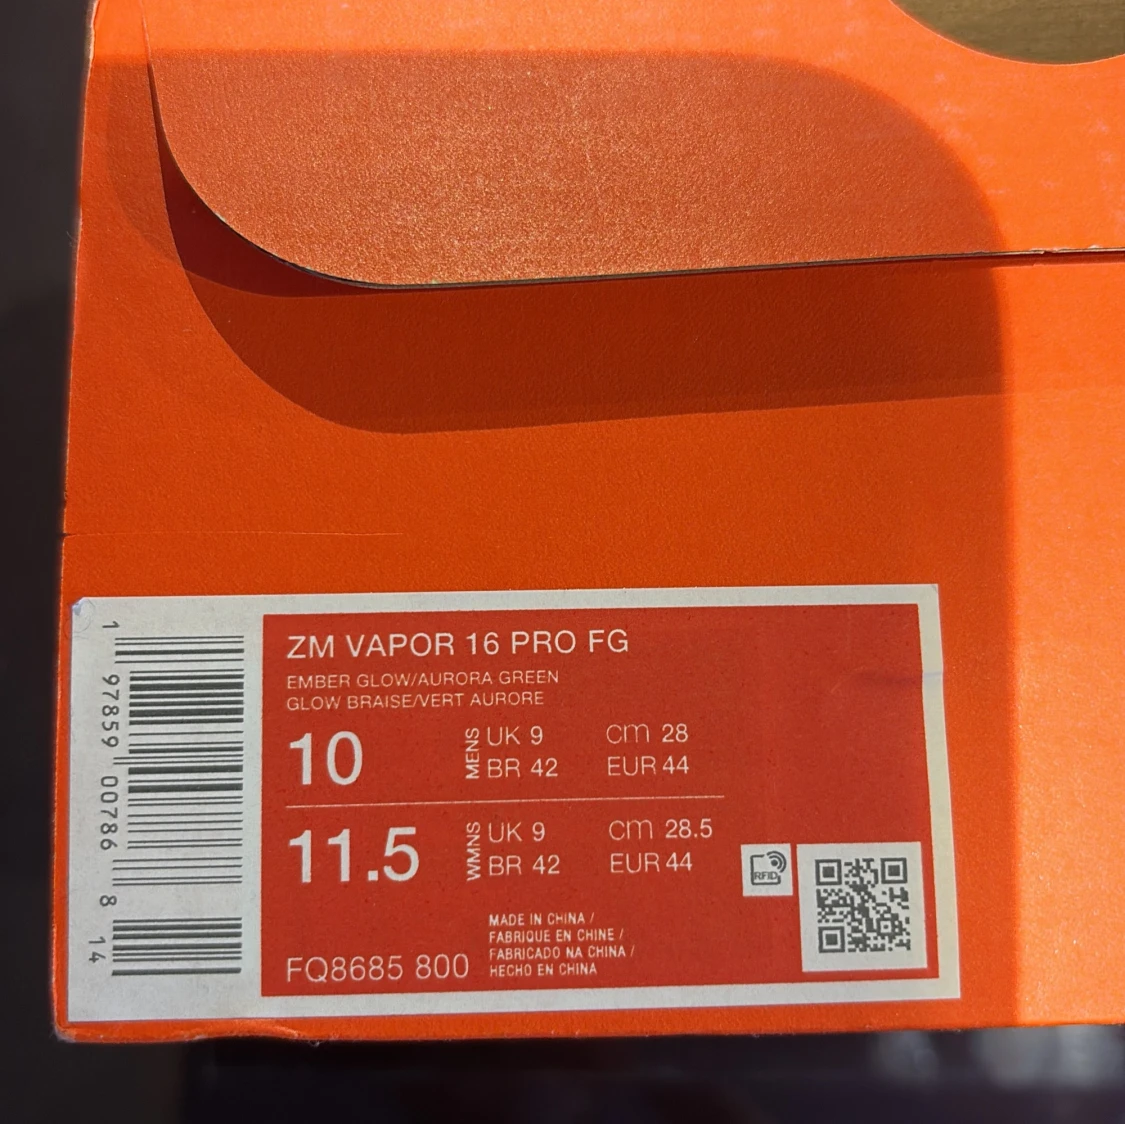 1 97859 00786 8 14
ZM VAPOR 16 PRO FG
EMBER GLOW/AURORA GREEN
GLOW BRAISE/VERT AURORE
10 MENS UK 9 cm 28
BR 42 EUR 44
11.5 WMNS UK 9 cm 28.5
BR 42 EUR 44
RFID
MADE IN CHINA /
FABRIQUE EN CHINE /
FABRICADO NA CHINA /
HECHO EN CHINA
FQ8685 800